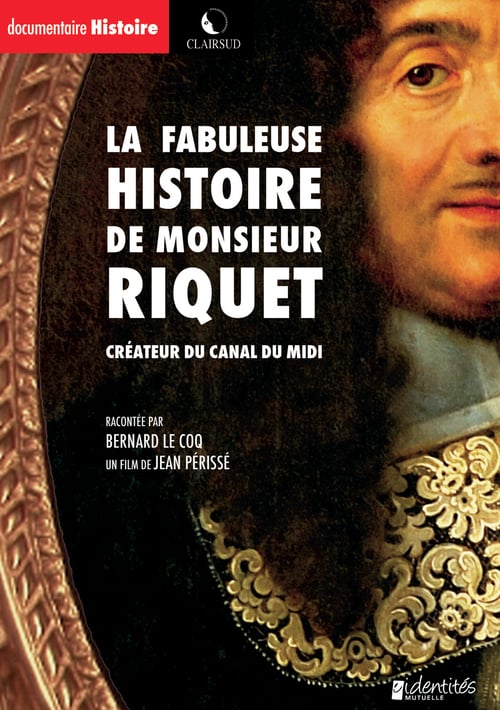 documentaire Histoire
CLAIRSUD
LA FABULEUSE
HISTOIRE
DE MONSIEUR
RIQUET
CRÉATEUR DU CANAL DU MIDI
RACONTÉE PAR
BERNARD LE COQ
UN FILM DE JEAN PÉRISSÉ
identités
MUTUELLE